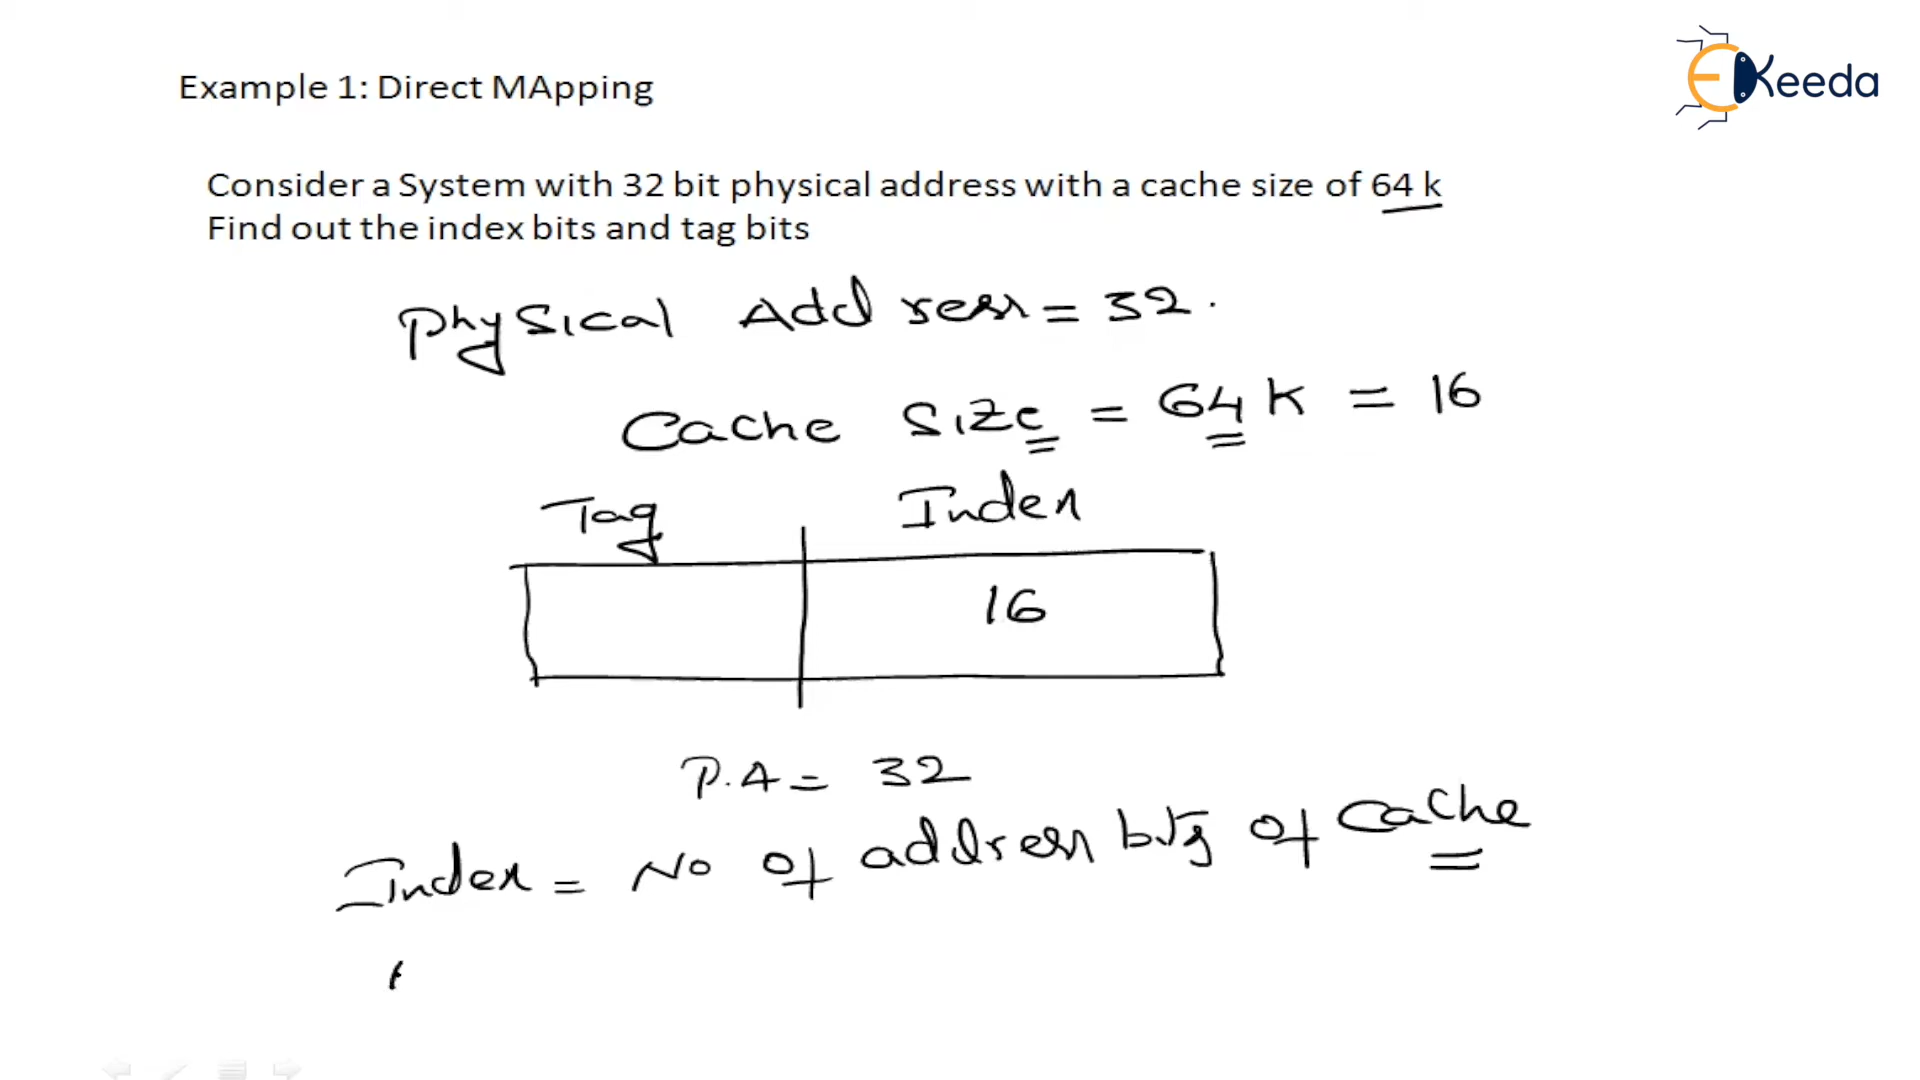 EKeeda
Example 1: Direct MApping
Consider a System with 32 bit physical address with a cache size of 64 k
Find out the index bits and tag bits
Physical Address = 32.
Cache Size = 64 K = 16
Tag Index
16
P.A = 32
Index = No of address bits of Cache